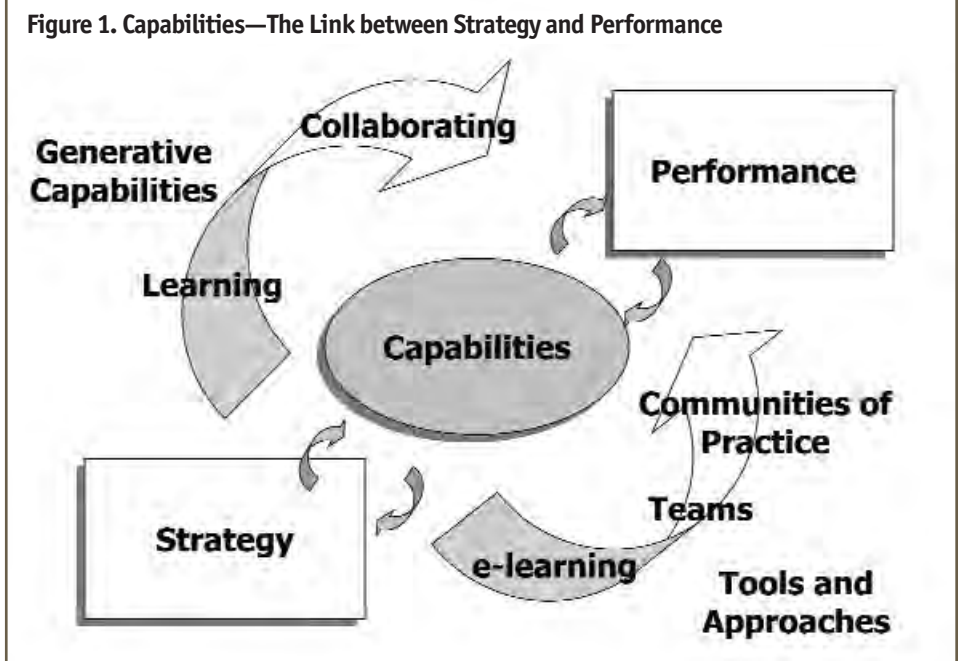 Figure 1. Capabilities—The Link between Strategy and Performance
Collaborating
Generative
Capabilities
Performance
Learning
Capabilities
Communities of
Practice
Teams
Strategy
e-learning
Tools and
Approaches